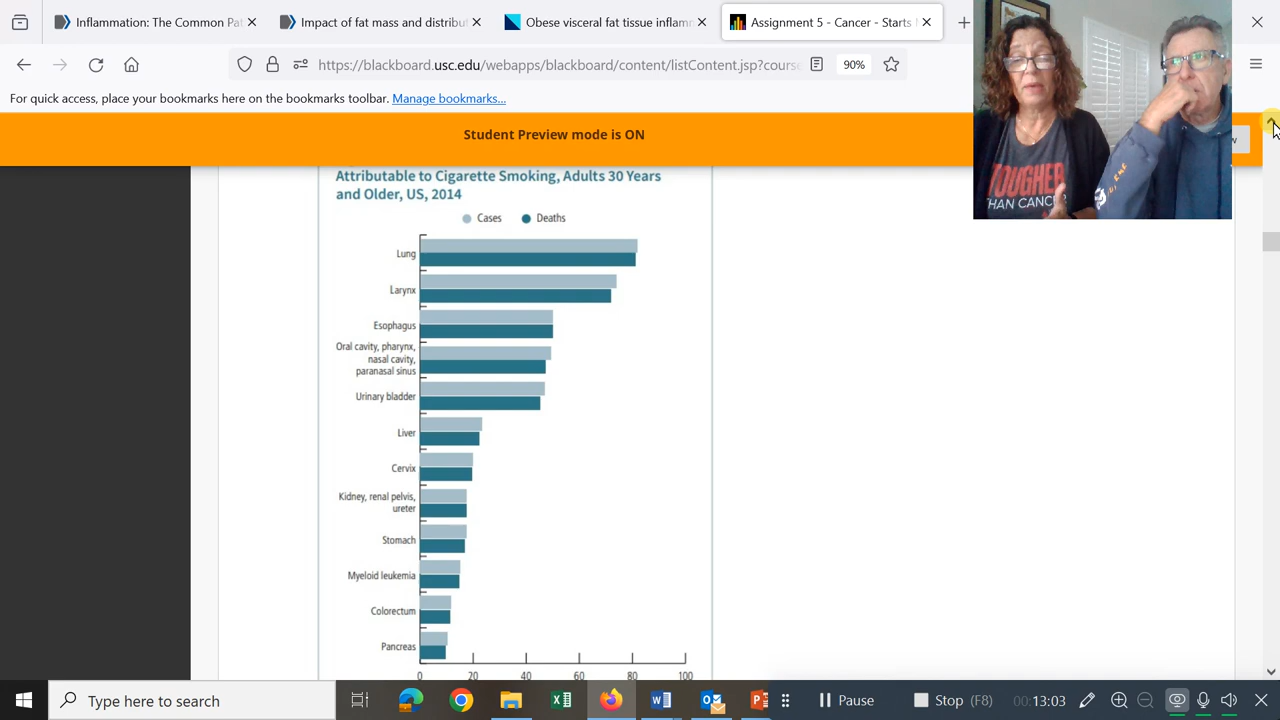 Inflammation: The Common Pa
Impact of fat mass and distribut
Obese visceral fat tissue inflam
Assignment 5 - Cancer - Starts
https://blackboard.usc.edu/webapps/blackboard/content/listContent.jsp?course
90%
For quick access, place your bookmarks here on the bookmarks toolbar. Manage bookmarks...
Student Preview mode is ON
TOUGHER
THAN CANCER
Attributable to Cigarette Smoking, Adults 30 Years
and Older, US, 2014
Cases
Deaths
Lung
Larynx
Esophagus
Oral cavity, pharynx,
nasal cavity,
paranasal sinus
Urinary bladder
Liver
Cervix
Kidney, renal pelvis,
ureter
Stomach
Myeloid leukemia
Colorectum
Pancreas
0 20 40 60 80 100
Type here to search
Pause
Stop (F8)
00:13:03